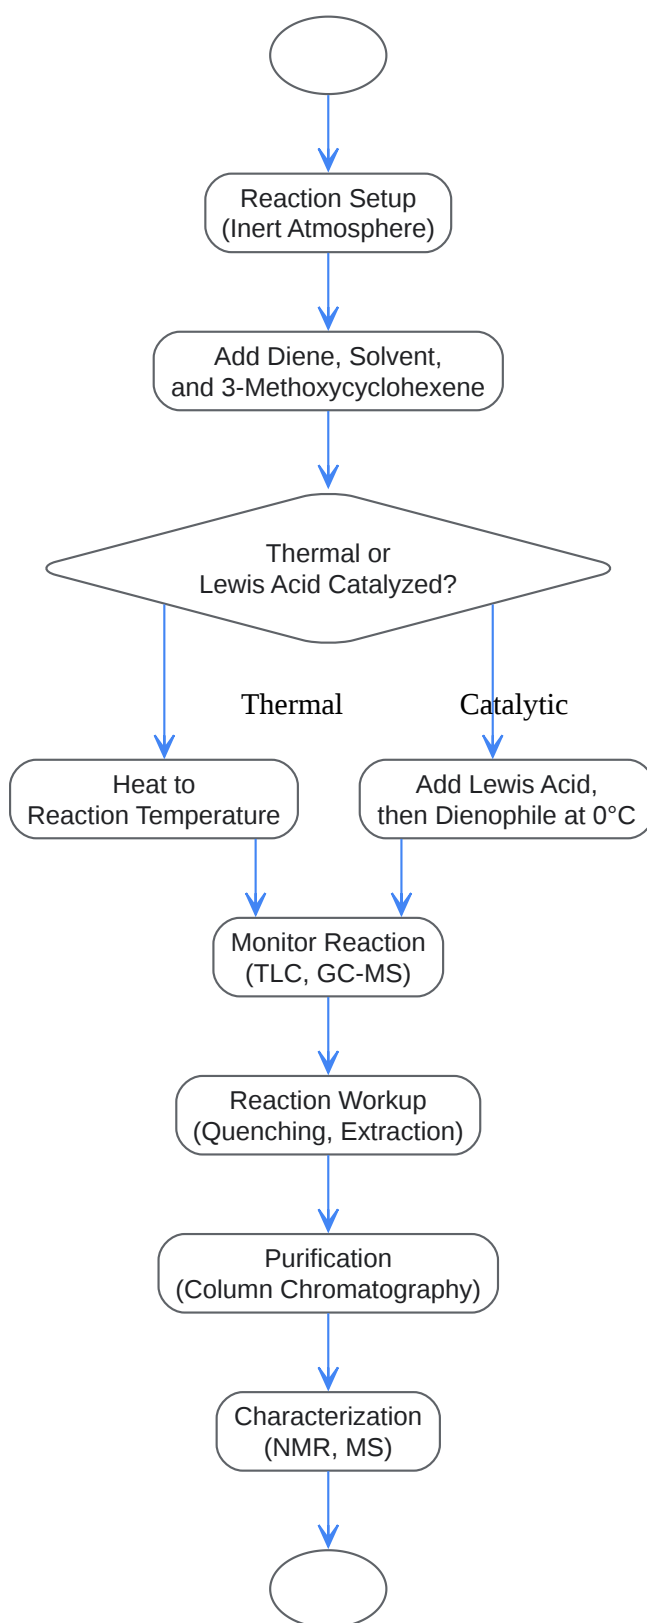 Reaction Setup
(Inert Atmosphere)
Add Diene, Solvent,
and 3-Methoxycyclohexene
Thermal or
Lewis Acid Catalyzed?
Thermal
Catalytic
Heat to
Reaction Temperature
Add Lewis Acid,
then Dienophile at 0°C
Monitor Reaction
(TLC, GC-MS)
Reaction Workup
(Quenching, Extraction)
Purification
(Column Chromatography)
Characterization
(NMR, MS)